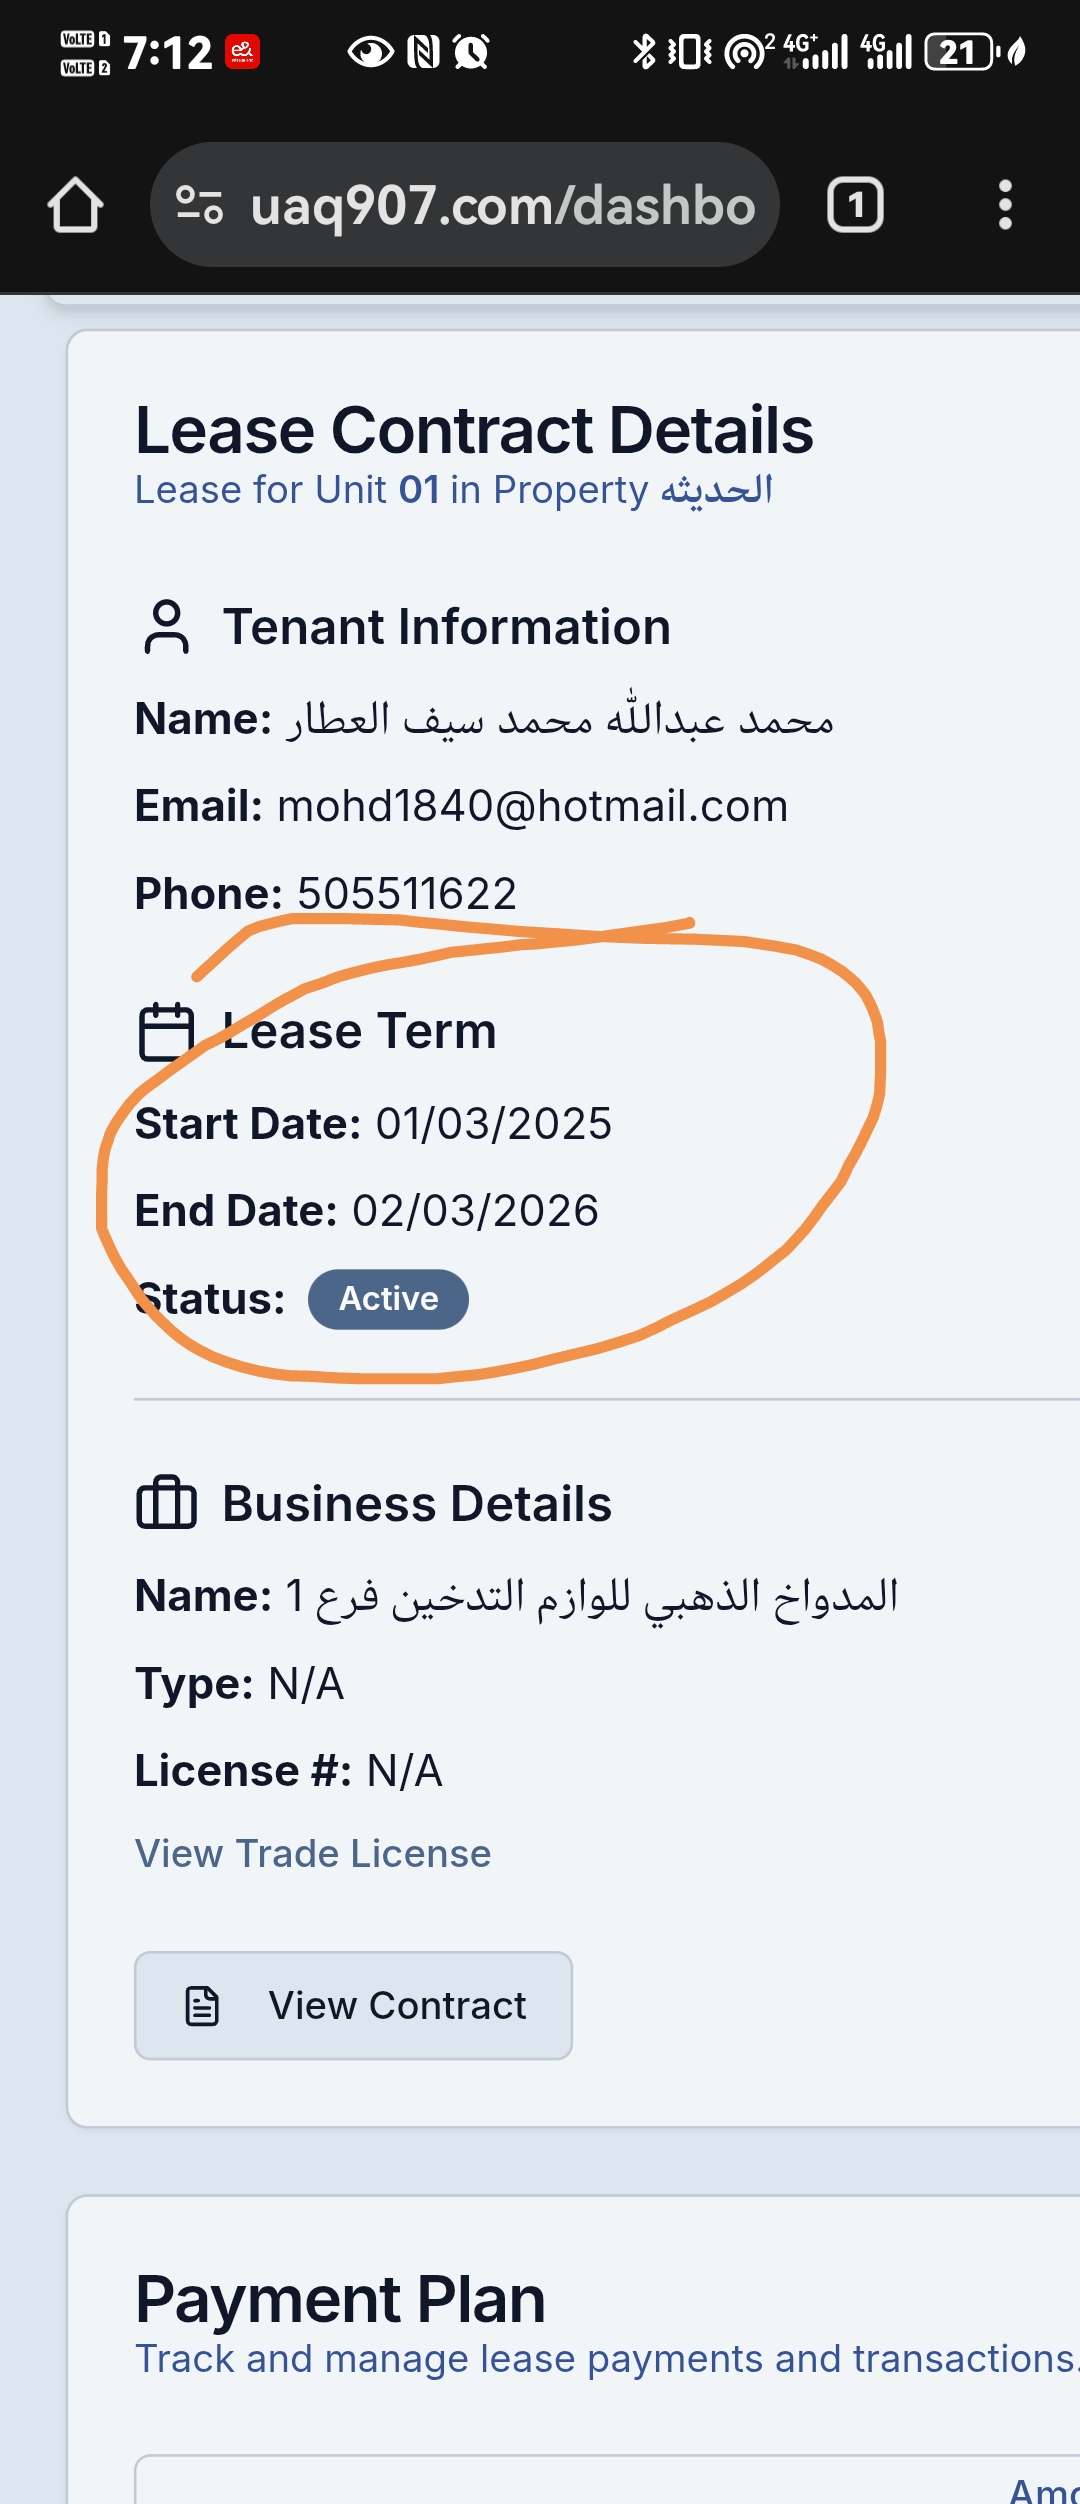 VoLTE 1
VoLTE 2
7:12
2
4G+
4G
21
uaq907.com/dashbo
1
Lease Contract Details
Lease for Unit 01 in Property الحديثه
Tenant Information
Name: محمد عبدالله محمد سيف العطار
Email: mohd1840@hotmail.com
Phone: 505511622
Lease Term
Start Date: 01/03/2025
End Date: 02/03/2026
Status: Active
Business Details
Name: المدواخ الذهبي للوازم التدخين فرع 1
Type: N/A
License #: N/A
View Trade License
View Contract
Payment Plan
Track and manage lease payments and transactions.